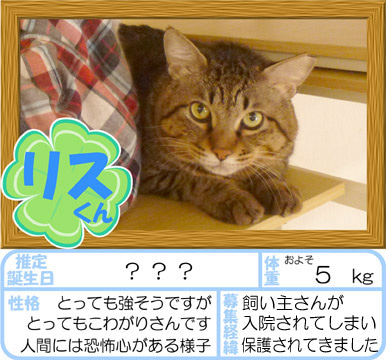 リス
くん
推定
誕生日
？？？
体重
およそ
5 kg
性格
とっても強そうですが
とってもこわがりさんです
人間には恐怖心がある様子
募集経緯
飼い主さんが
入院されてしまい
保護されてきました